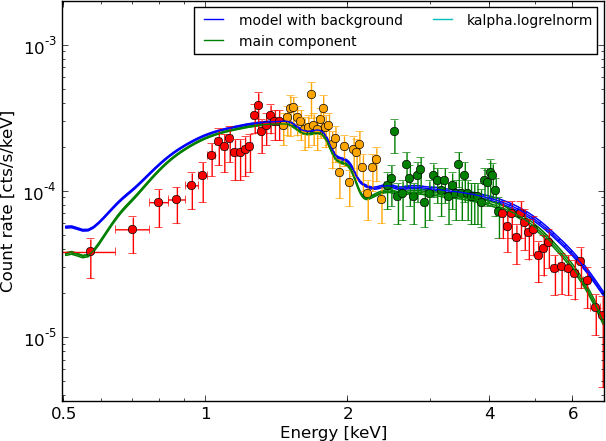 model with background
main component
kalpha.logrelnorm
Count rate [cts/s/keV]
10^-3
10^-4
10^-5
0.5 1 2 4 6
Energy [keV]